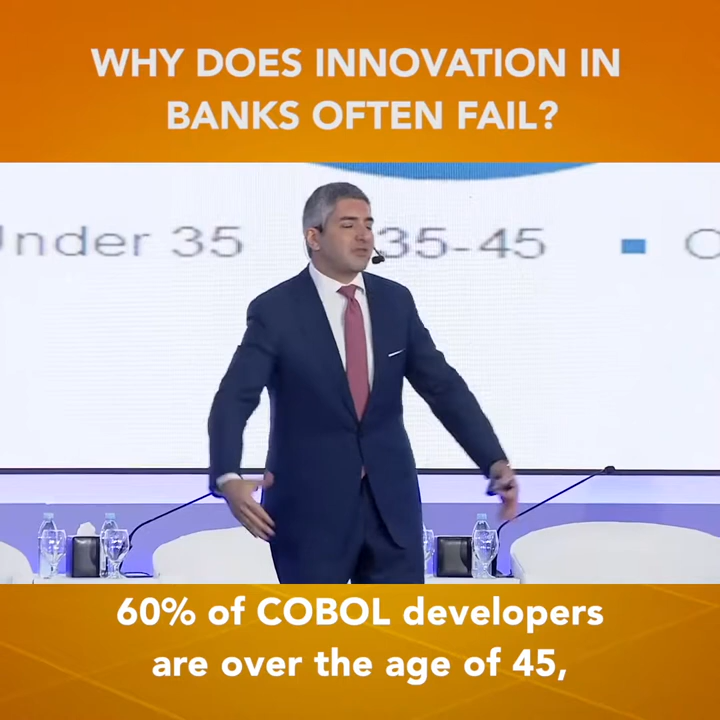 WHY DOES INNOVATION IN
BANKS OFTEN FAIL?
nder 35 35-45
60% of COBOL developers
are over the age of 45,